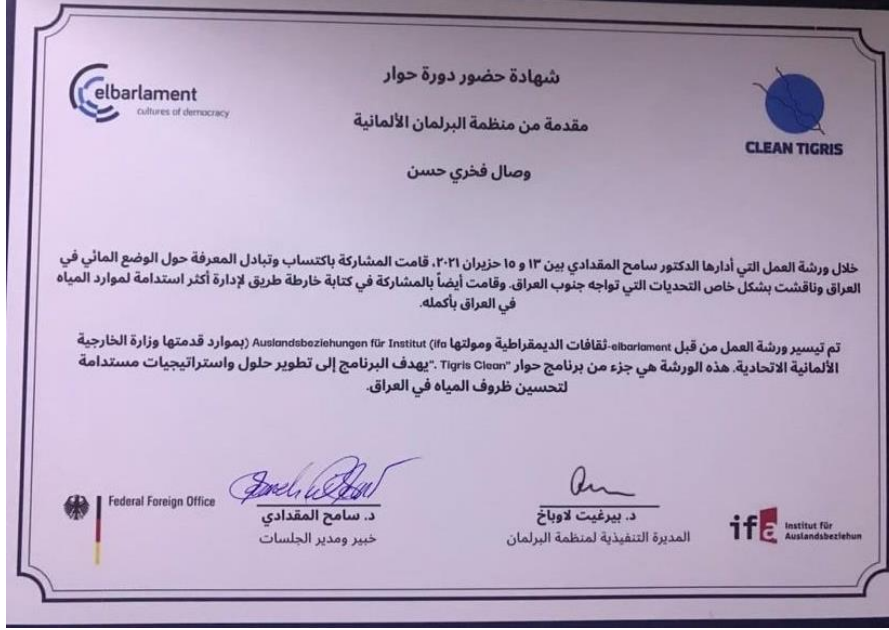 elbarlament
cultures of democracy
CLEAN TIGRIS
شهادة حضور دورة حوار
مقدمة من منظمة البرلمان الألمانية
وصال فخري حسن
خلال ورشة العمل التي أدارها الدكتور سامح المقدادي بين ١٣ و ١٥ حزيران ٢٠٢١، قامت المشاركة باكتساب وتبادل المعرفة حول الوضع المائي في
العراق وناقشت بشكل خاص التحديات التي تواجه جنوب العراق. وقامت أيضاً بالمشاركة في كتابة خارطة طريق لإدارة أكثر استدامة لموارد المياه
في العراق بأكمله.
تم تيسير ورشة العمل من قبل elbarlament-ثقافات الديمقراطية ومولتها Auslandsbeziehungen für Institut (ifa (بموارد قدمتها وزارة الخارجية
الألمانية الاتحادية. هذه الورشة هي جزء من برنامج حوار "Tigris Clean ."يهدف البرنامج إلى تطوير حلول واستراتيجيات مستدامة
لتحسين ظروف المياه في العراق.
Federal Foreign Office
د. سامح المقدادي
خبير ومدير الجلسات
د. بيرغيت لاوباخ
المديرة التنفيذية لمنظمة البرلمان
ifa
Institut für
Auslandsbeziehun